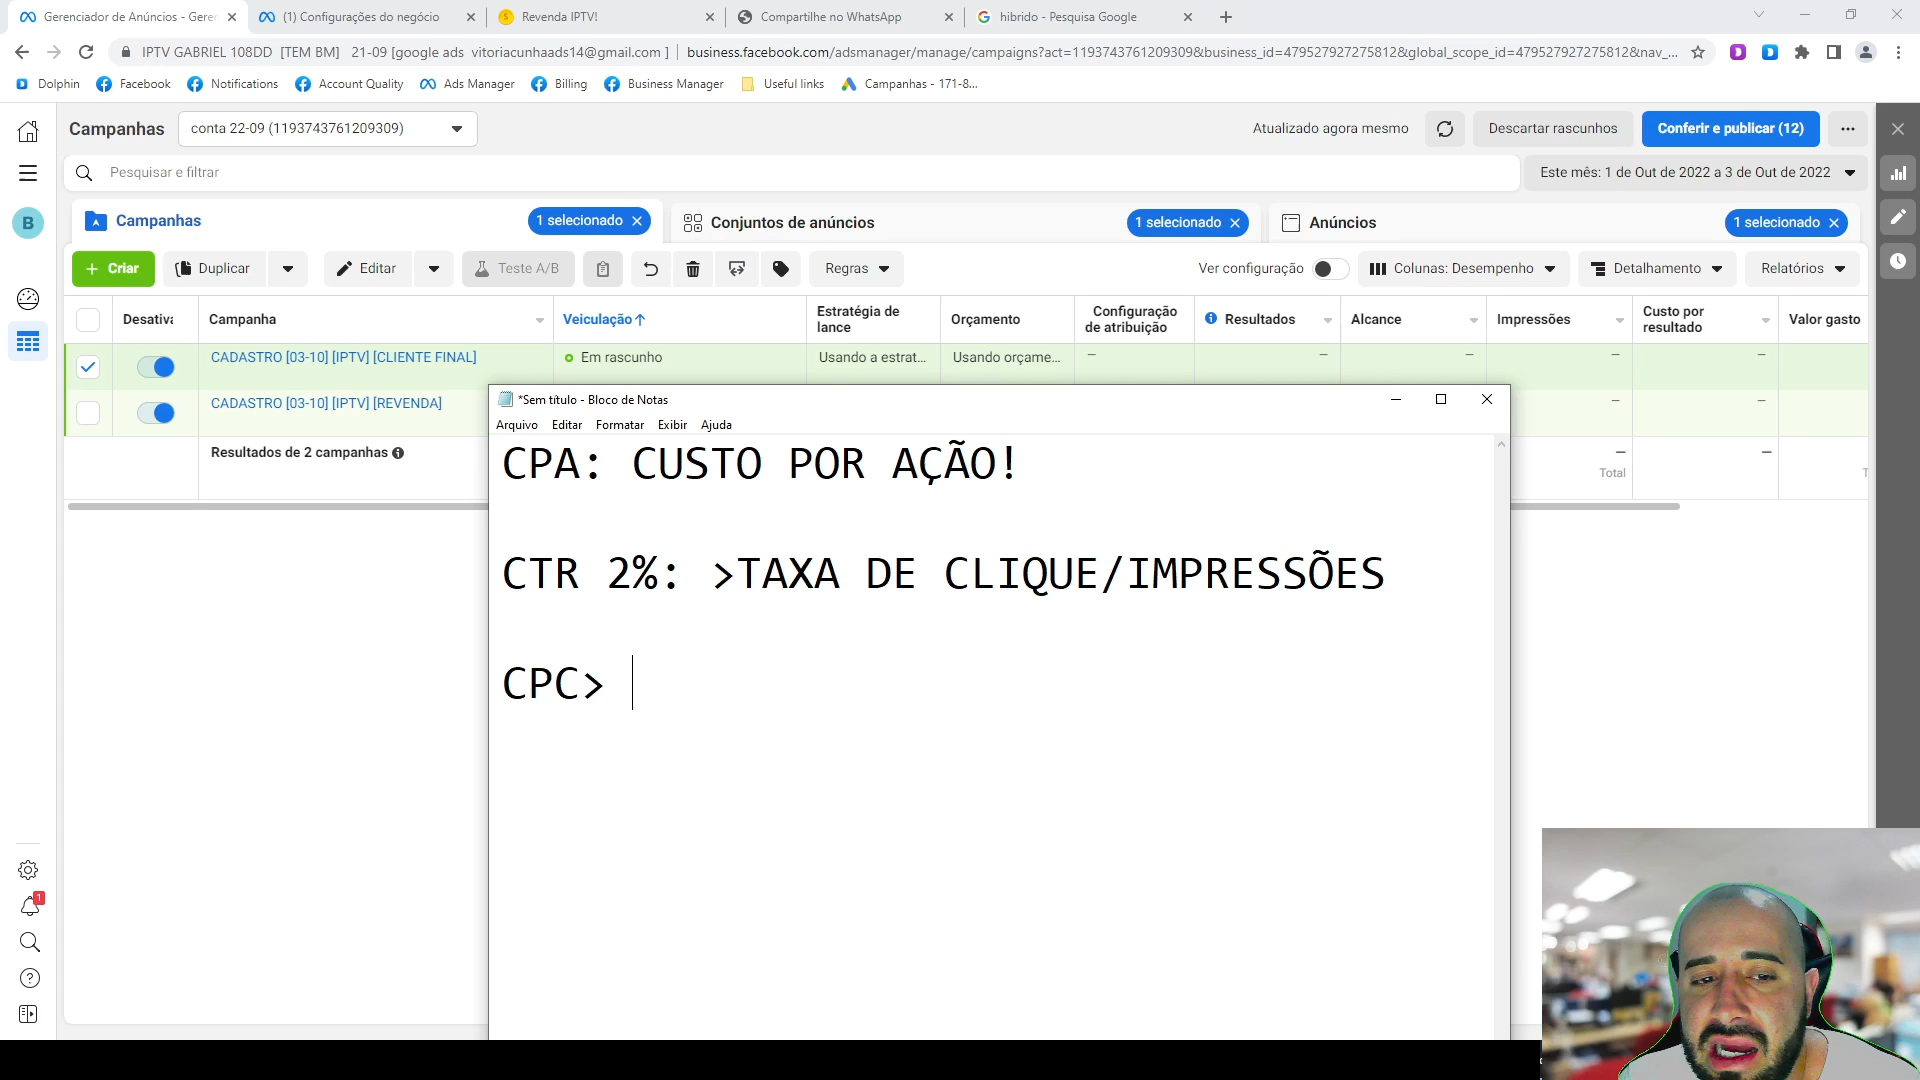 Gerenciador de Anúncios - Geren
(1) Configurações do negócio
Revenda IPTV!
Compartilhe no WhatsApp
hibrido - Pesquisa Google
IPTV GABRIEL 108DD [TEM BM] 21-09 [google ads vitoriacunhaads14@gmail.com ]
business.facebook.com/adsmanager/manage/campaigns?act=1193743761209309&business_id=479527927275812&global_scope_id=479527927275812&nav_...
Dolphin
Facebook
Notifications
Account Quality
Ads Manager
Billing
Business Manager
Useful links
Campanhas - 171-8...
Campanhas
conta 22-09 (1193743761209309)
Atualizado agora mesmo
Descartar rascunhos
Conferir e publicar (12)
Pesquisar e filtrar
Este mês: 1 de Out de 2022 a 3 de Out de 2022
B
Campanhas
1 selecionado
Conjuntos de anúncios
1 selecionado
Anúncios
1 selecionado
+ Criar
Duplicar
Editar
Teste A/B
Regras
Ver configuração
Colunas: Desempenho
Detalhamento
Relatórios
Desativa
Campanha
Veiculação↑
Estratégia de lance
Orçamento
Configuração de atribuição
Resultados
Alcance
Impressões
Custo por resultado
Valor gasto
CADASTRO [03-10] [IPTV] [CLIENTE FINAL]
Em rascunho
Usando a estrat...
Usando orçame...
–
–
–
–
–
CADASTRO [03-10] [IPTV] [REVENDA]
–
–
Resultados de 2 campanhas
–
–
Total
*Sem título - Bloco de Notas
Arquivo Editar Formatar Exibir Ajuda
CPA: CUSTO POR AÇÃO!
CTR 2%: >TAXA DE CLIQUE/IMPRESSÕES
CPC>
1